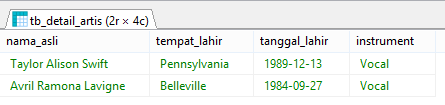 tb_detail_artis (2r × 4c)
nama_asli tempat_lahir tanggal_lahir instrument
Taylor Alison Swift Pennsylvania 1989-12-13 Vocal
Avril Ramona Lavigne Belleville 1984-09-27 Vocal